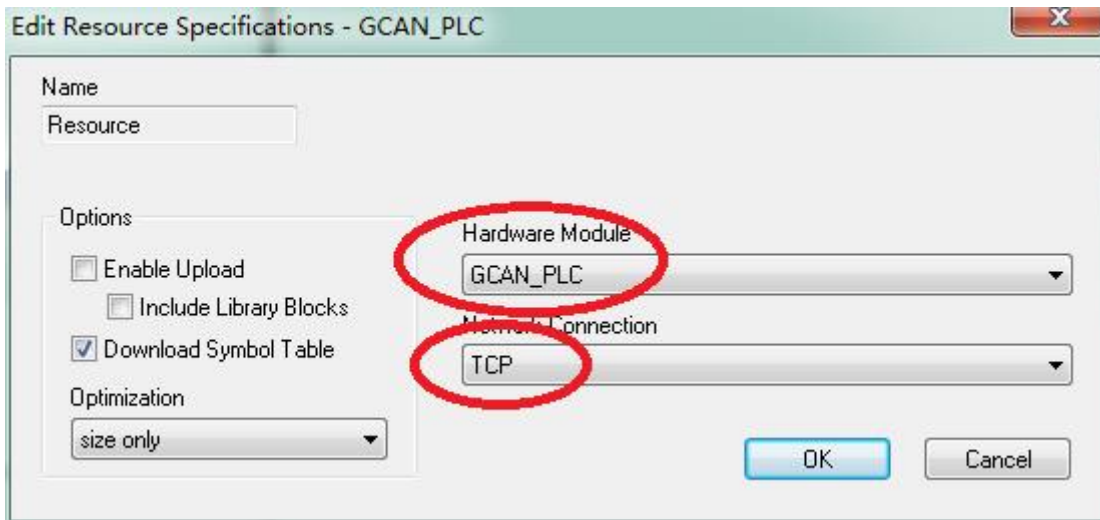 Edit Resource Specifications - GCAN_PLC
Name
Resource
Options
Enable Upload
Include Library Blocks
Download Symbol Table
Optimization
size only
Hardware Module
GCAN_PLC
Network Connection
TCP
OK
Cancel